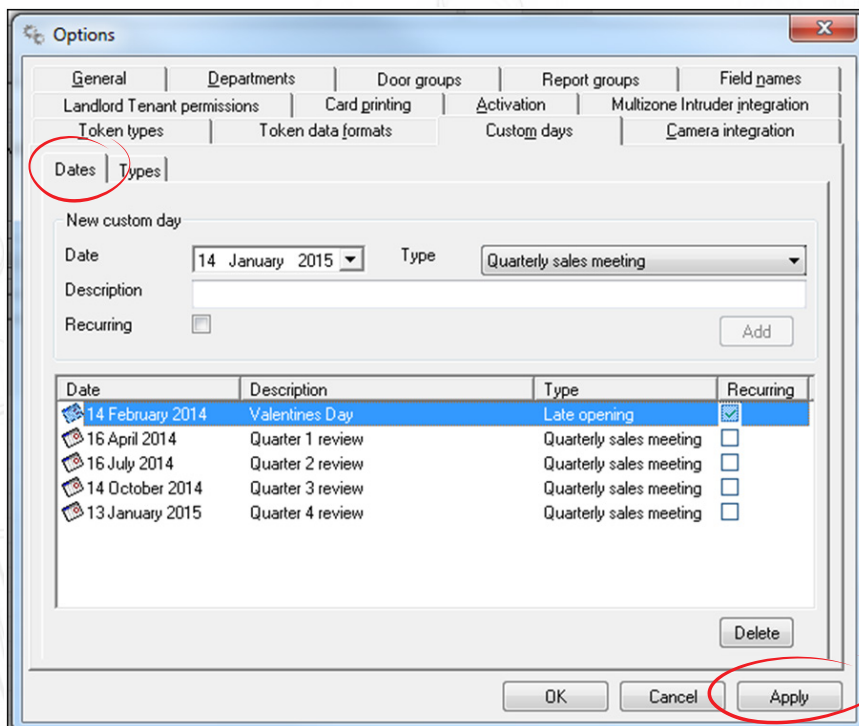 Options
General Departments Door groups Report groups Field names
Landlord Tenant permissions Card printing Activation Multizone Intruder integration
Token types Token data formats Custom days Camera integration
Dates Types
New custom day
Date 14 January 2015 Type Quarterly sales meeting
Description
Recurring
Add
Date Description Type Recurring
14 February 2014 Valentines Day Late opening
16 April 2014 Quarter 1 review Quarterly sales meeting
16 July 2014 Quarter 2 review Quarterly sales meeting
14 October 2014 Quarter 3 review Quarterly sales meeting
13 January 2015 Quarter 4 review Quarterly sales meeting
Delete
OK Cancel Apply